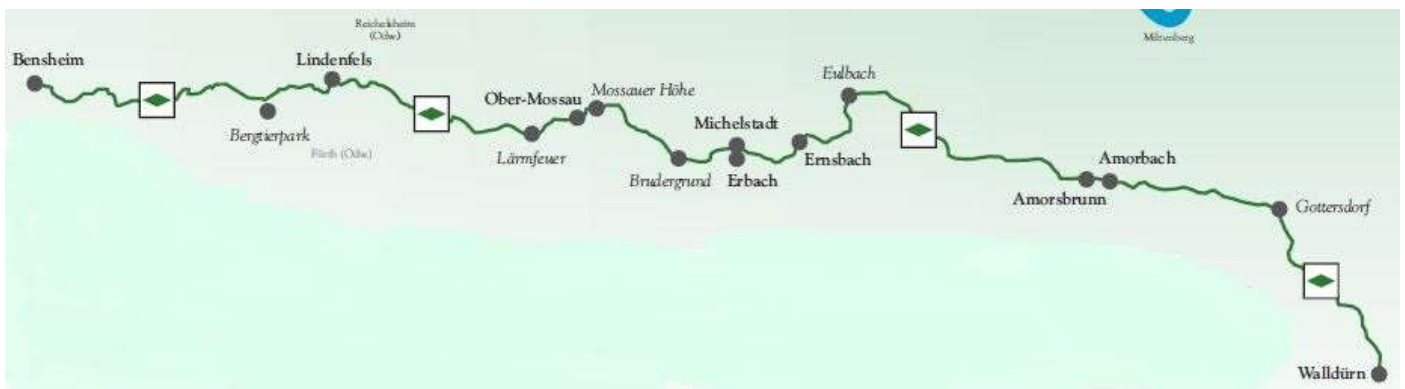 Reichelsheim
(Odw.)
Miltenberg
Bensheim
Lindenfels
Eulbach
Mossauer Höhe
Ober-Mossau
Michelstadt
Bergtierpark
Fürth (Odw.)
Lärmfeuer
Ernsbach
Amorbach
Brudergrund
Erbach
Amorsbrunn
Gottersdorf
Walldürn